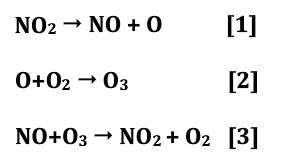 NO₂ → NO + O [1]
O+O₂ → O₃ [2]
NO+O₃ → NO₂ + O₂ [3]